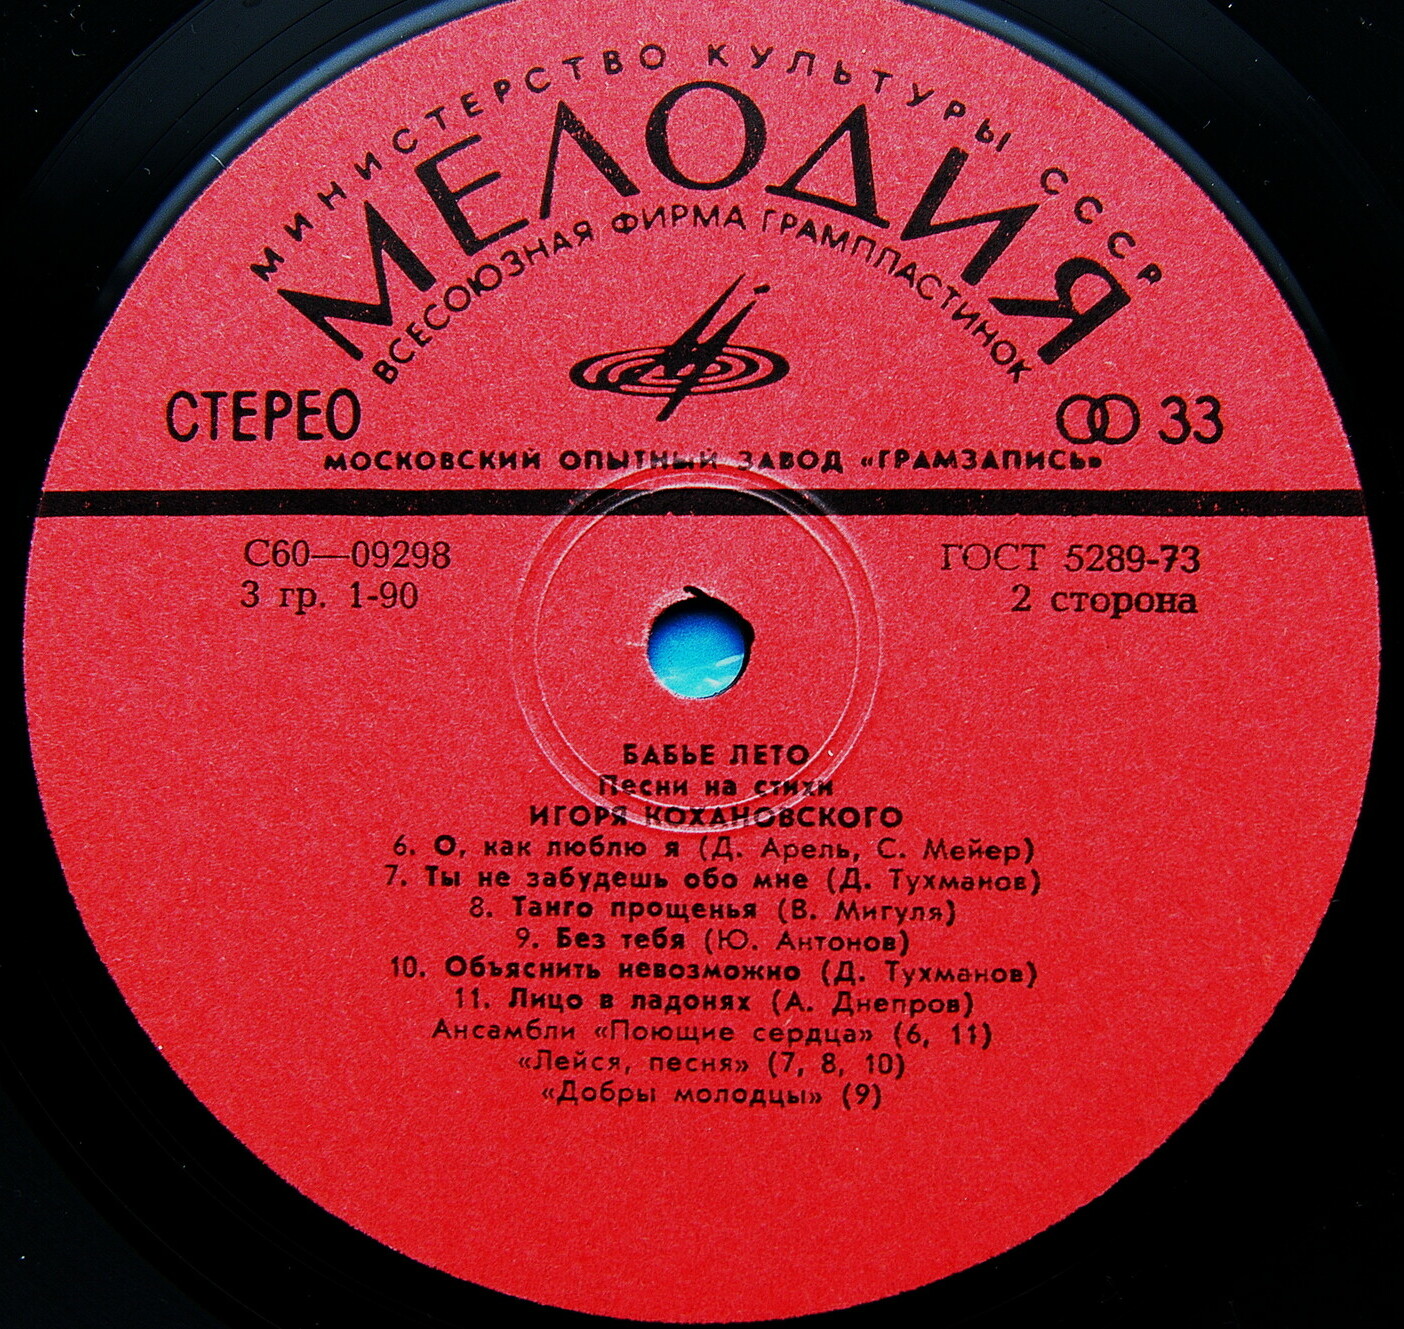 МИНИСТЕРСТВО КУЛЬТУРЫ СССР
МЕЛОДИЯ
ВСЕСОЮЗНАЯ ФИРМА ГРАМПЛАСТИНОК
СТЕРЕО
33
МОСКОВСКИЙ ОПЫТНЫЙ ЗАВОД «ГРАМЗАПИСЬ»
С60—09298
ГОСТ 5289-73
3 гр. 1-90
2 сторона
БАБЬЕ ЛЕТО
Песни на стихи
ИГОРЯ КОХАНОВСКОГО
6. О, как люблю я (Д. Арель, С. Мейер)
7. Ты не забудешь обо мне (Д. Тухманов)
8. Танго прощенья (В. Мигуля)
9. Без тебя (Ю. Антонов)
10. Объяснить невозможно (Д. Тухманов)
11. Лицо в ладонях (А. Днепров)
Ансамбли «Поющие сердца» (6, 11)
«Лейся, песня» (7, 8, 10)
«Добры молодцы» (9)